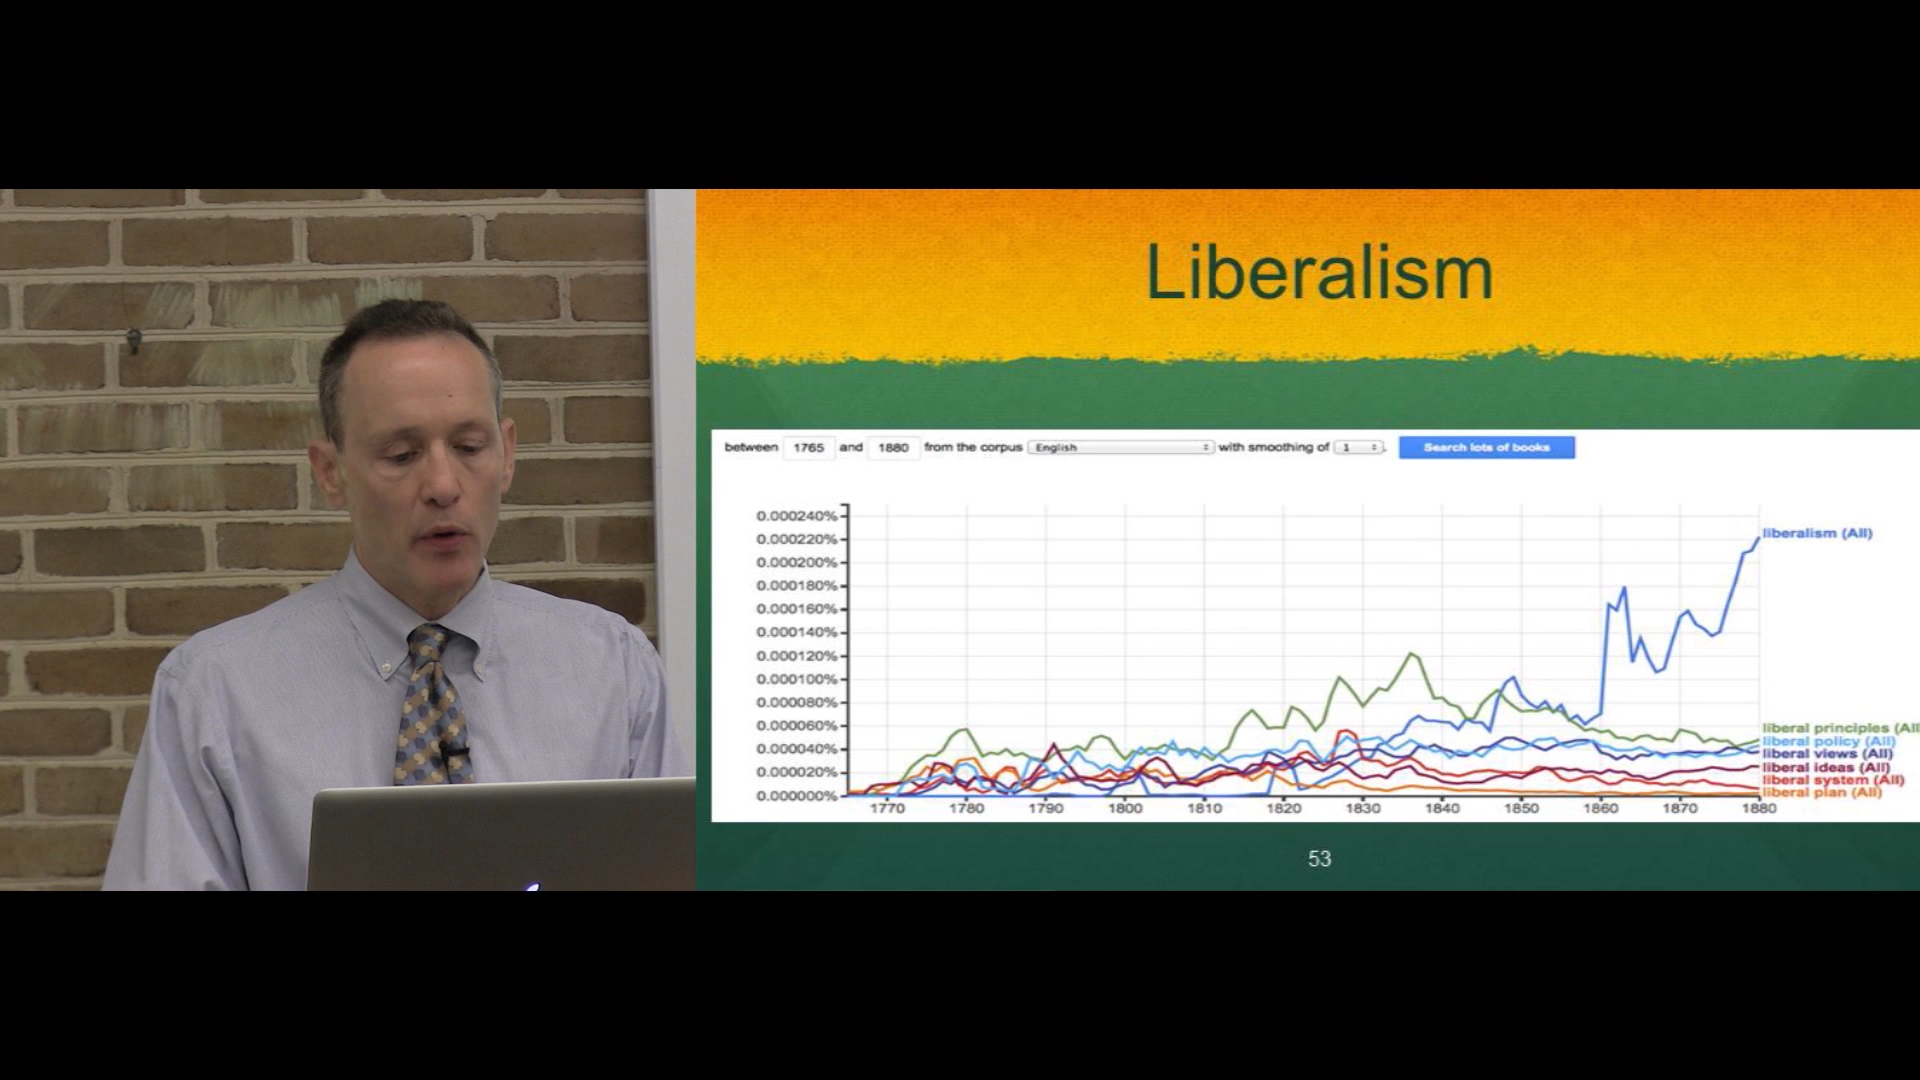 Liberalism
between 1765 and 1880 from the corpus English with smoothing of 1 . Search lots of books
0.000240%
0.000220%
0.000200%
0.000180%
0.000160%
0.000140%
0.000120%
0.000100%
0.000080%
0.000060%
0.000040%
0.000020%
0.000000%
liberalism (All)
liberal principles (All
liberal policy (All)
liberal views (All)
liberal ideas (All)
liberal system (All)
liberal plan (All)
1770 1780 1790 1800 1810 1820 1830 1840 1850 1860 1870 1880
53